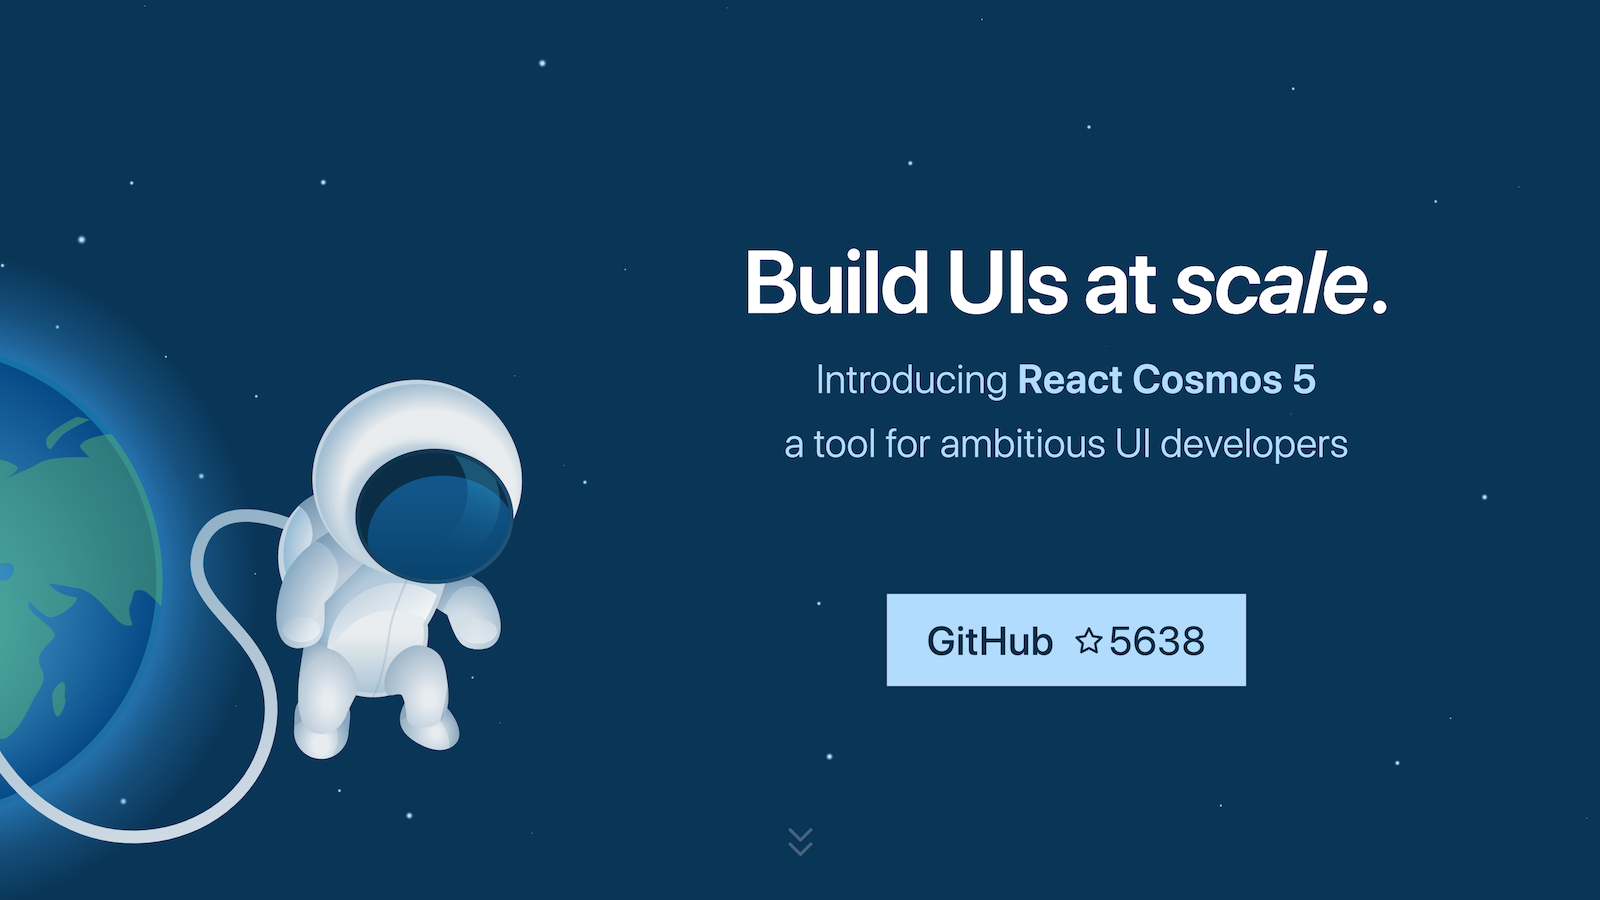 Build UIs at scale.
Introducing React Cosmos 5
a tool for ambitious UI developers
GitHub ☆5638